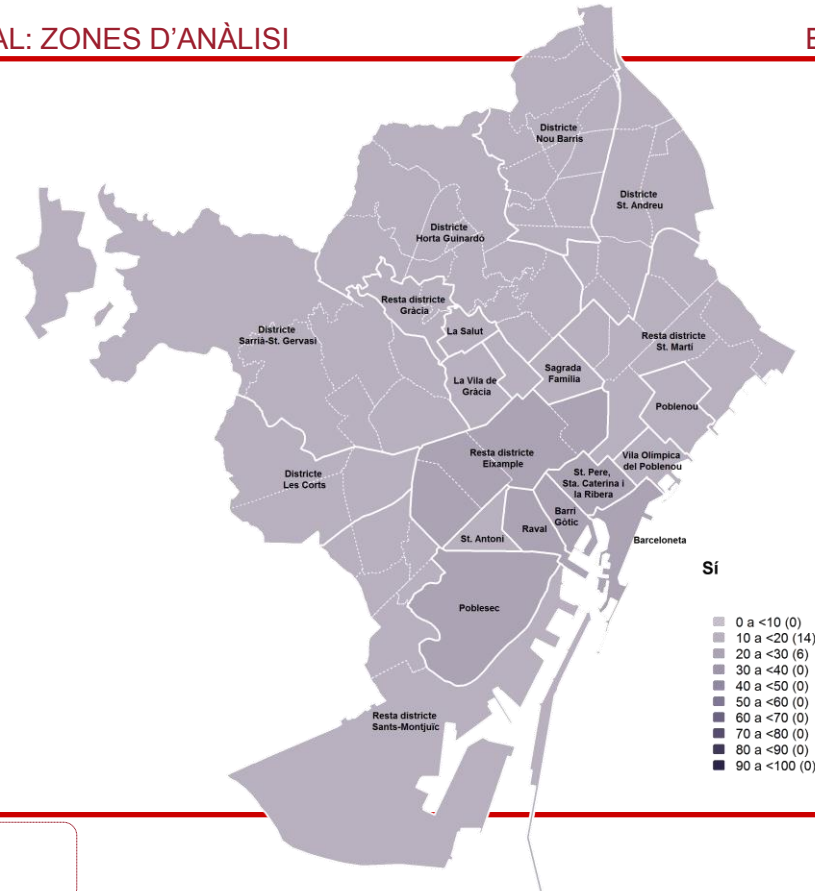 AL: ZONES D'ANÀLISI
Districte
Nou Barris
Districte
St. Andreu
Districte
Horta Guinardó
Resta districte
Gràcia
La Salut
Districte
Sarrià-St. Gervasi
Resta districte
St. Martí
Sagrada
Família
La Vila de
Gràcia
Poblenou
Resta districte
Eixample
Vila Olímpica
del Poblenou
Districte
Les Corts
St. Pere,
Sta. Caterina i
la Ribera
Barri
Gòtic
Raval
St. Antoni
Barceloneta
Poblesec
Resta districte
Sants-Montjuïc
Sí
0 a <10 (0)
10 a <20 (14)
20 a <30 (6)
30 a <40 (0)
40 a <50 (0)
50 a <60 (0)
60 a <70 (0)
70 a <80 (0)
80 a <90 (0)
90 a <100 (0)